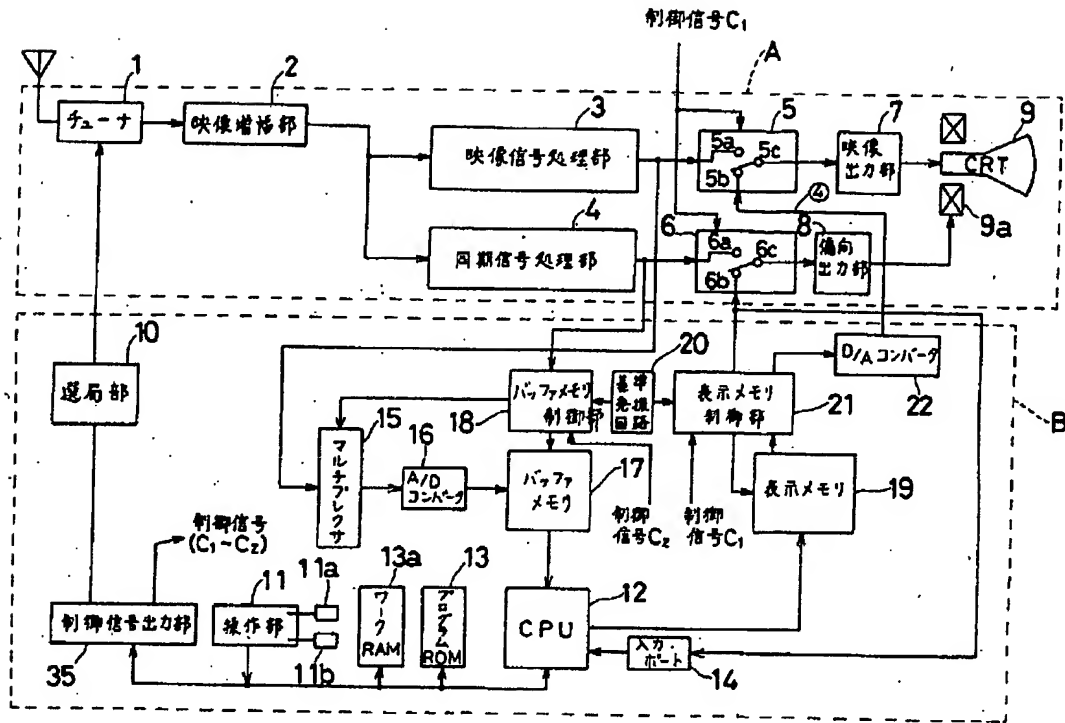 制御信号C₁
A
1
2
3
5
7
9
チューナ
映像増幅部
映像信号処理部
5a
5b
5c
映像
出力部
CRT
④
9a
4
6
8
同期信号処理部
6a
6b
6c
偏向
出力部
10
選局部
20
D/Aコンバータ
22
バッファメモリ
制御部
18
基準
発振
回路
表示メモリ
制御部
21
B
15
マルチプレクサ
16
A/D
コンバータ
17
バッファ
メモリ
表示メモリ
19
制御信号
(C₁~C₂)
制御
信号C₂
制御
信号C₁
11
11a
13a
13
12
制御信号出力部
操作部
ワーク
RAM
プログラム
ROM
CPU
入力
ポート
35
11b
14